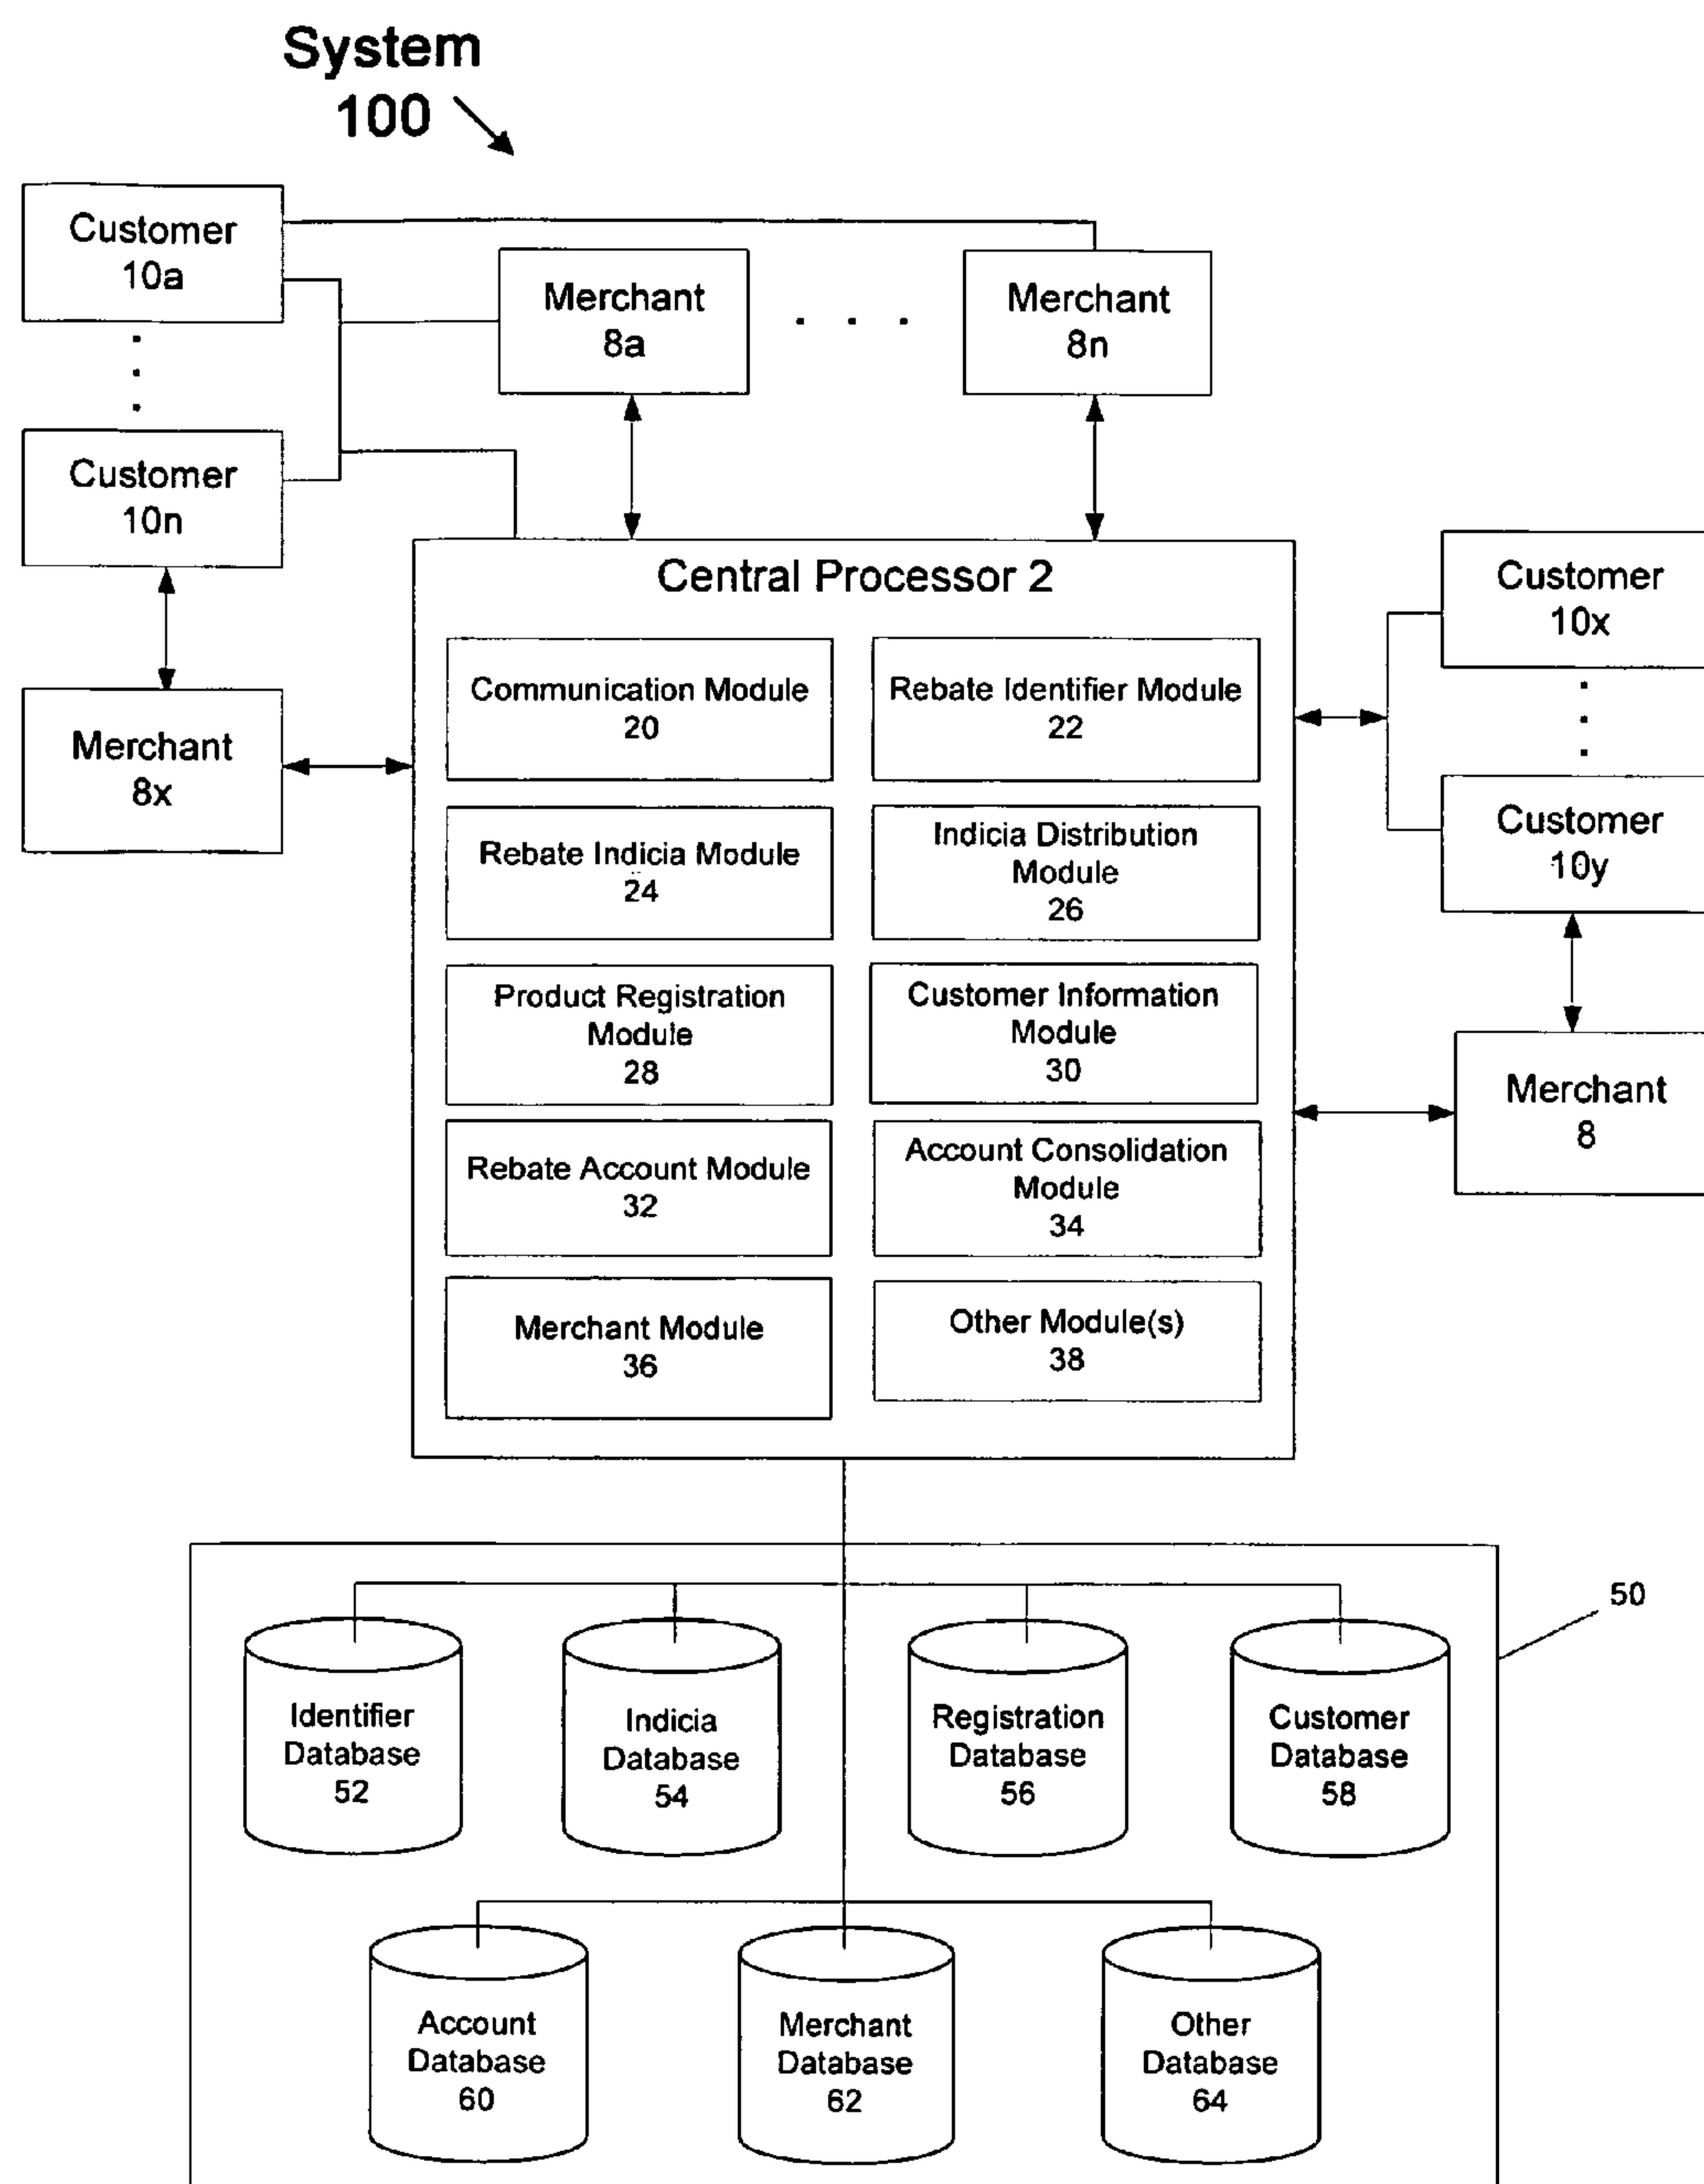 System
100
Customer
10a
Merchant
8a
. . .
Merchant
8n
Customer
10n
Central Processor 2
Customer
10x
Communication Module
20
Rebate Identifier Module
22
Merchant
8x
Rebate Indicia Module
24
Indicia Distribution
Module
26
Customer
10y
Product Registration
Module
28
Customer Information
Module
30
Merchant
8
Rebate Account Module
32
Account Consolidation
Module
34
Merchant Module
36
Other Module(s)
38
50
Identifier
Database
52
Indicia
Database
54
Registration
Database
56
Customer
Database
58
Account
Database
60
Merchant
Database
62
Other
Database
64